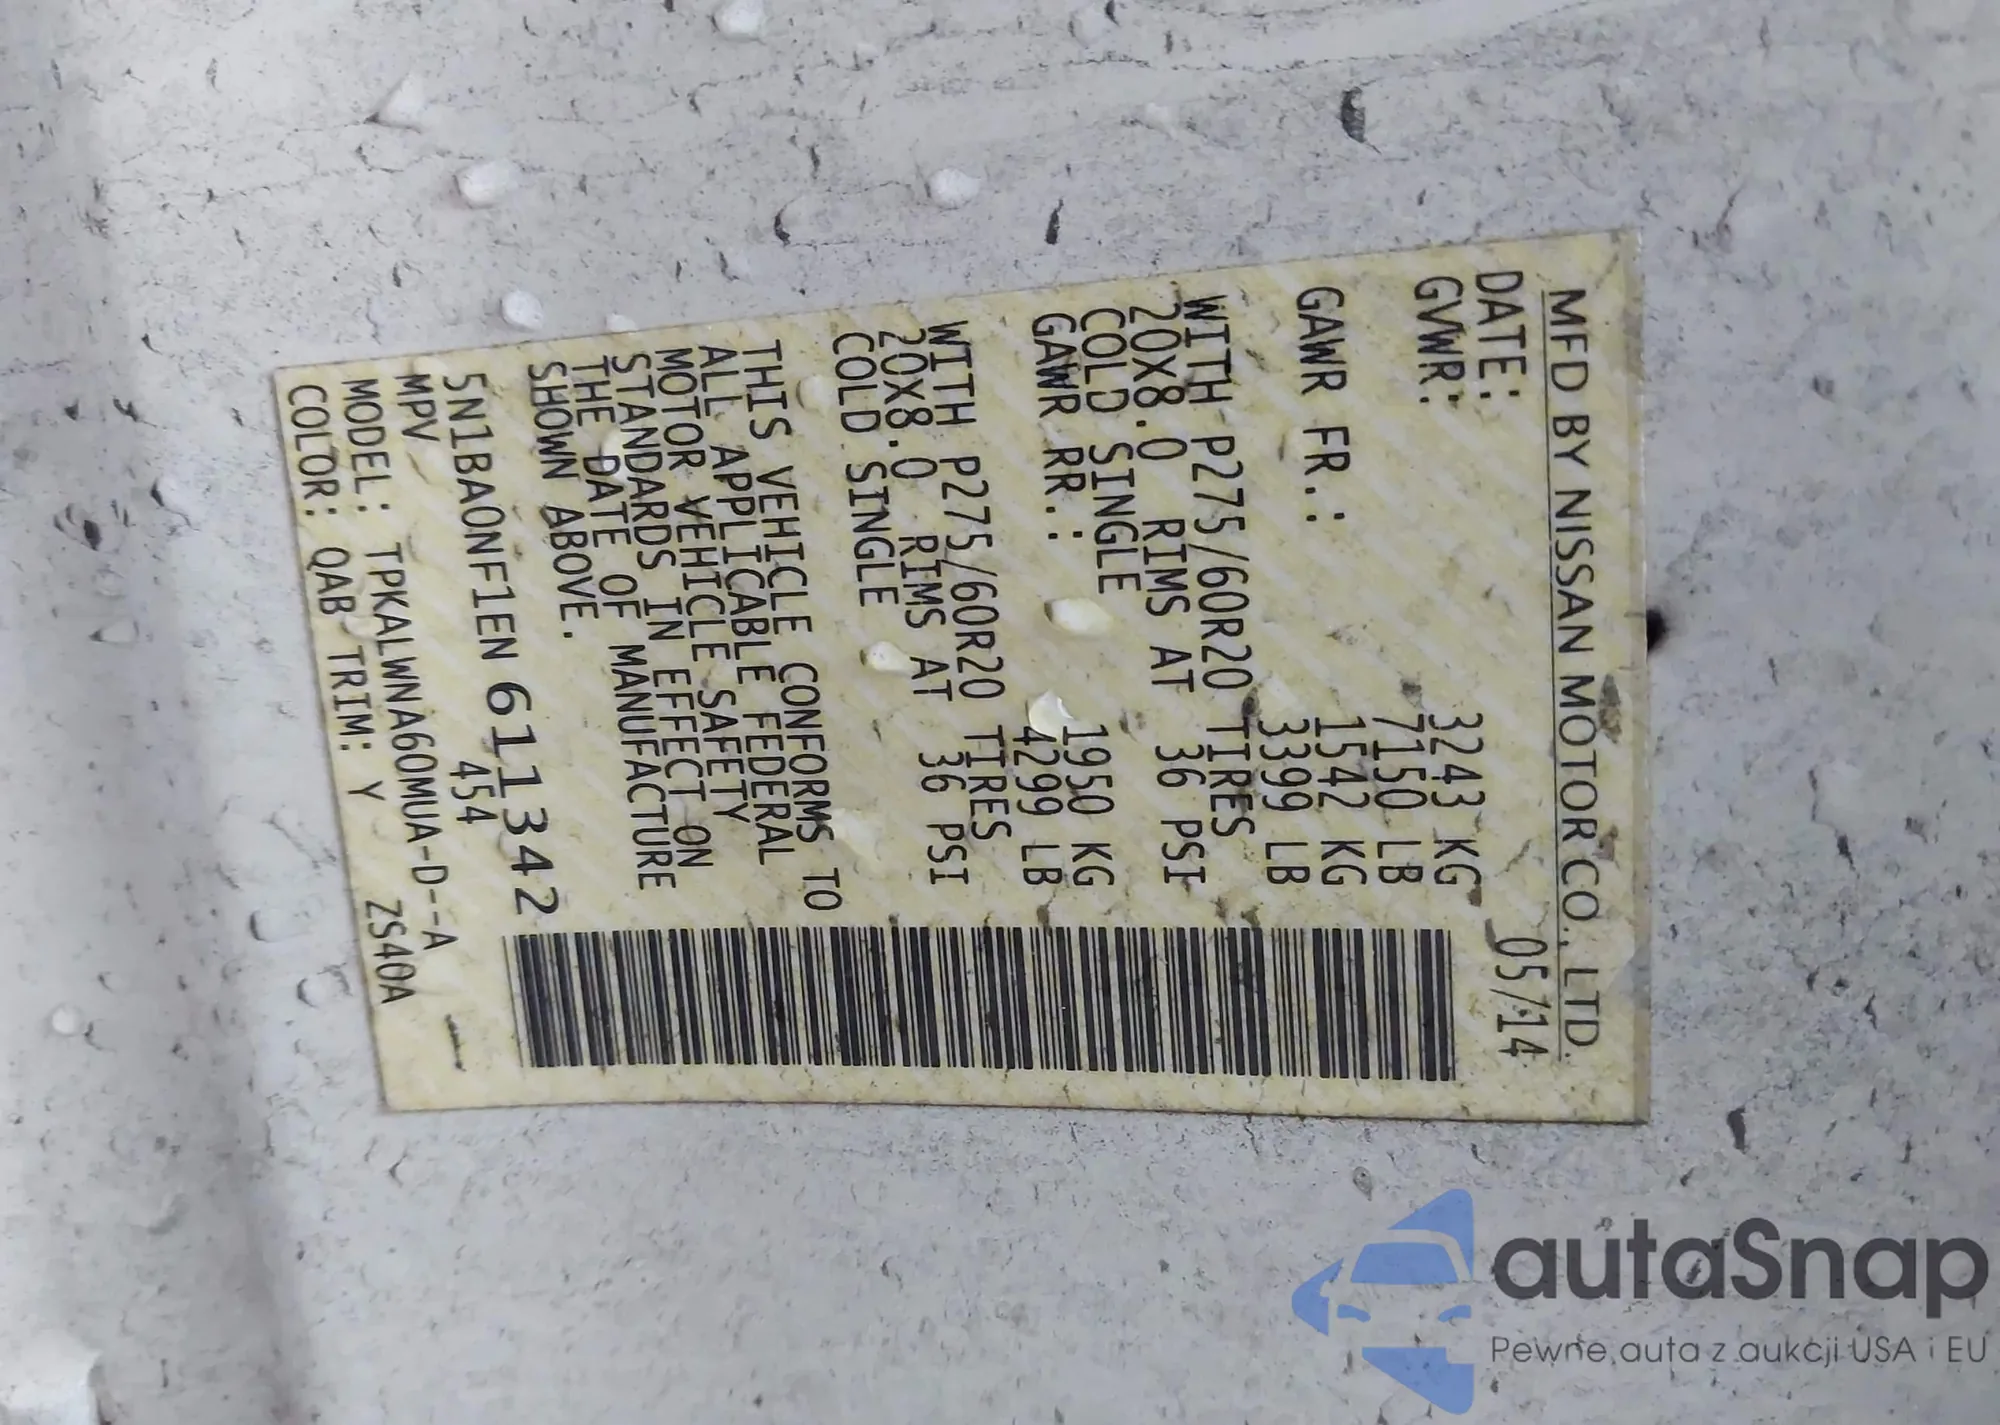 MFD BY NISSAN MOTOR CO., LTD.
DATE: 05/14
GVWR: 3243 KG
7150 LB
GAWR FR.: 1542 KG
3399 LB
WITH P275/60R20 TIRES
20X8.0 RIMS AT 36 PSI
COLD SINGLE
GAWR RR.: 1950 KG
4299 LB
WITH P275/60R20 TIRES
20X8.0 RIMS AT 36 PSI
COLD SINGLE
THIS VEHICLE CONFORMS TO
ALL APPLICABLE FEDERAL
MOTOR VEHICLE SAFETY
STANDARDS IN EFFECT ON
THE DATE OF MANUFACTURE
SHOWN ABOVE.
5N1BA0NF1EN 611342
MPV 454
MODEL: TPKALWNA60MUA-D--A
COLOR: QAB TRIM: Y ZS40A
autaSnap
Pewne auta z aukcji USA i EU